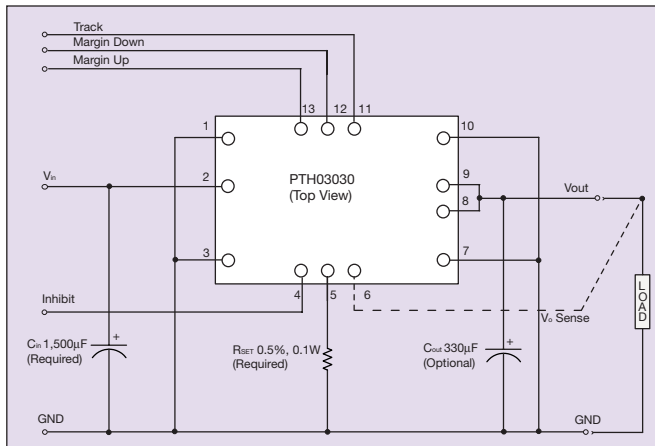 Track
Margin Down
Margin Up
13 12 11
1
10
Vin
2
PTH03030
(Top View)
9
8
Vout
3
7
Inhibit
4 5 6
Vo Sense
LOAD
Cin 1,500µF
(Required)
+
RSET 0.5%, 0.1W
(Required)
Cout 330µF
(Optional)
+
GND
GND